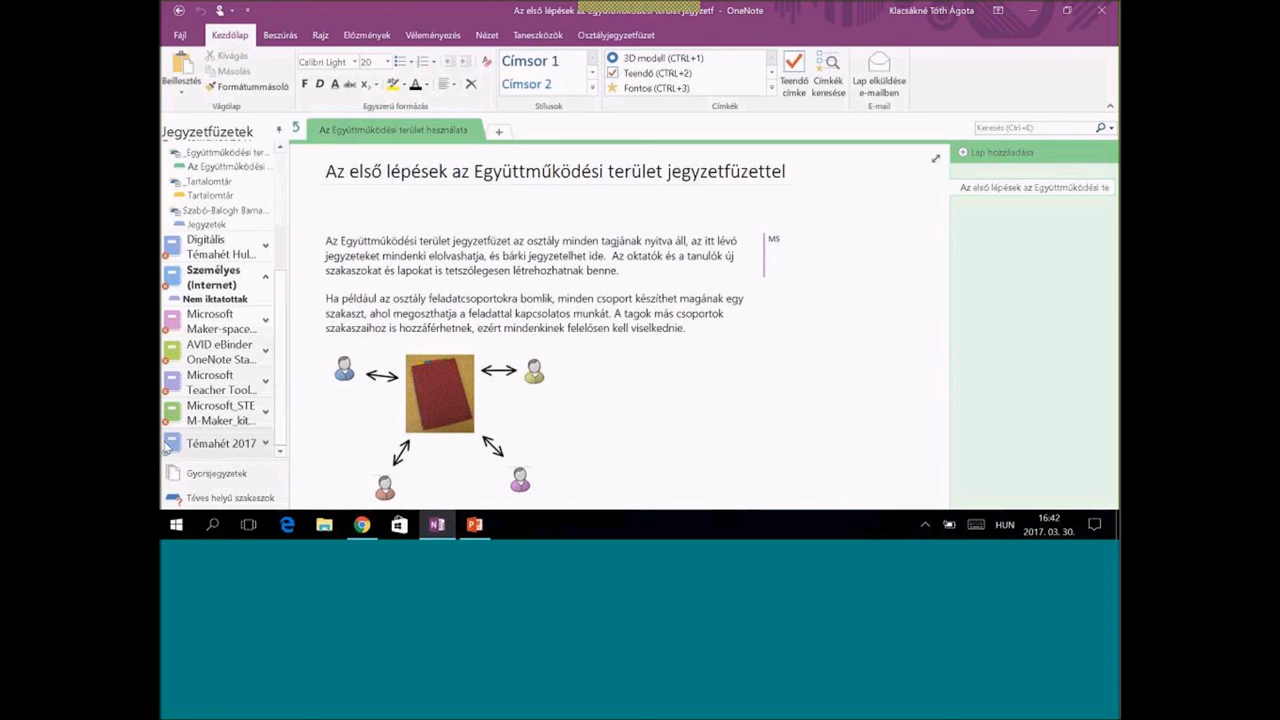 Az első lépések az Együttműködési terület jegyzetf - OneNote
Klacsákné Tóth Ágota
Fájl Kezdőlap Beszúrás Rajz Előzmények Véleményezés Nézet Taneszközök Osztályjegyzetfüzet
Beillesztés
Kivágás
Másolás
Formátummásoló
Vágólap
Calibri Light 20
F D A abc x₂ A
Egyszerű formázás
Címsor 1
Címsor 2
Stílusok
3D modell (CTRL+1)
Teendő (CTRL+2)
Fontos (CTRL+3)
Címkék
Teendő
címke
Címkék
keresése
Lap elküldése
e-mailben
E-mail
Jegyzetfüzetek
Az Együttműködési terület használata
Keresés (Ctrl+E)
_Együttműködési ter...
Az Együttműködési ...
_Tartalomtár
Tartalomtár
Szabó-Balogh Barna...
Jegyzetek
Digitális
Témahét Hul...
Személyes
(Internet)
Nem iktatottak
Microsoft
Maker-space...
AVID eBinder
OneNote Sta...
Microsoft
Teacher Tool...
Microsoft_STE
M-Maker_kit...
Témahét 2017
Gyorsjegyzetek
Téves helyű szakaszok
Az első lépések az Együttműködési terület jegyzetfüzettel
Az Együttműködési terület jegyzetfüzet az osztály minden tagjának nyitva áll, az itt lévő
jegyzeteket mindenki elolvashatja, és bárki jegyzetelhet ide. Az oktatók és a tanulók új
szakaszokat és lapokat is tetszőlegesen létrehozhatnak benne.
MS
Ha például az osztály feladatcsoportokra bomlik, minden csoport készíthet magának egy
szakaszt, ahol megoszthatja a feladattal kapcsolatos munkát. A tagok más csoportok
szakaszaihoz is hozzáférhetnek, ezért mindenkinek felelősen kell viselkednie.
Lap hozzáadása
Az első lépések az Együttműködési te
HUN
16:42
2017. 03. 30.